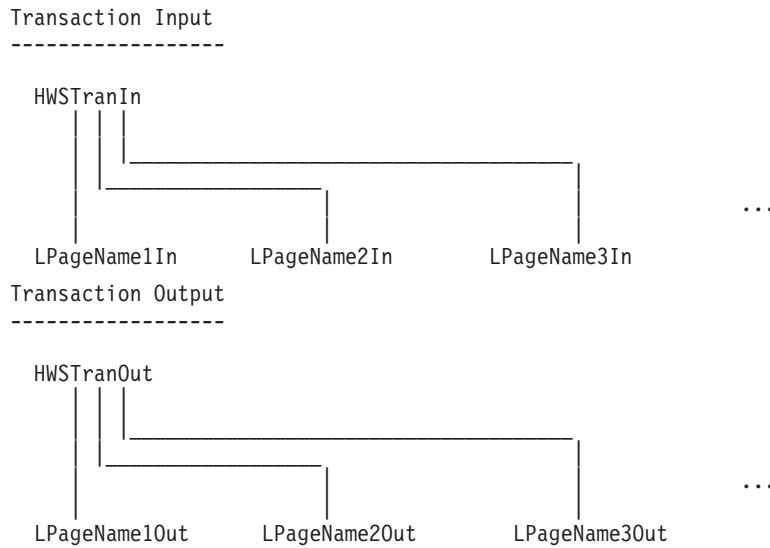 Transaction Input
------------------
HWSTranIn
...
LPageName1In LPageName2In LPageName3In
Transaction Output
------------------
HWSTranOut
...
LPageName1Out LPageName2Out LPageName3Out